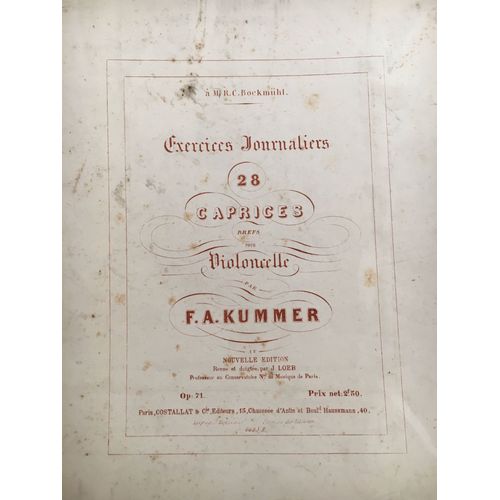 à Mr. R.C. Bockmühl.
Exercices Journaliers
28
CAPRICES
BREFS
POUR
Violoncelle
PAR
F. A. KUMMER
NOUVELLE EDITION
Revue et doigtée par J LOEB
Professeur au Conservatoire Nal. de Musique de Paris.
Op: 71. Prix net: 2f 50.
Paris, COSTALLAT & Cie, Editeurs, 15, Chaussée d'Antin et Bould. Haussmann, 40.